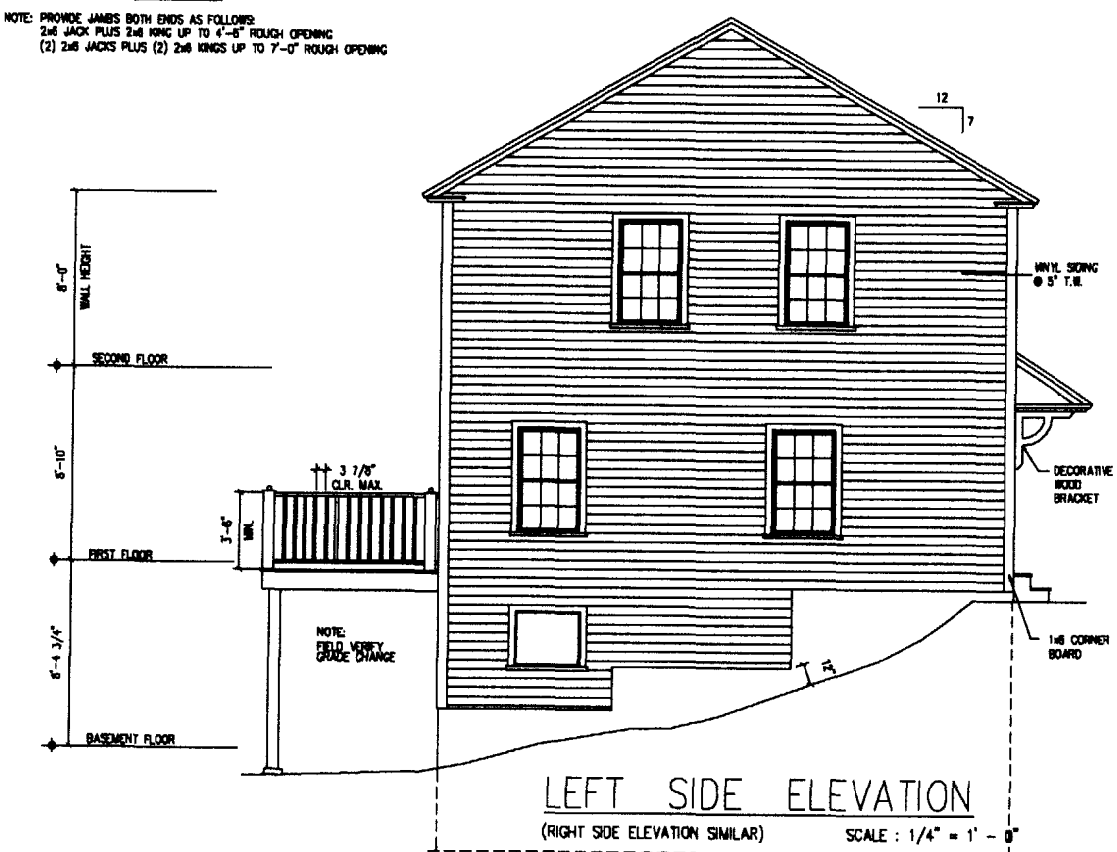 NOTE: PROVIDE JAMBS BOTH ENDS AS FOLLOWS:
2x6 JACK PLUS 2x6 KING UP TO 4'-6" ROUGH OPENING
(2) 2x6 JACKS PLUS (2) 2x6 KINGS UP TO 7'-0" ROUGH OPENING
12
7
8'-0"
WALL HEIGHT
VINYL SIDING
@ 5" T.W.
SECOND FLOOR
8'-10"
3 7/8"
CLR. MAX.
DECORATIVE
WOOD
BRACKET
3'-6"
MIN.
FIRST FLOOR
8'-4 3/4"
NOTE:
FIELD VERIFY
GRADE CHANGE
12"
1x6 CORNER
BOARD
BASEMENT FLOOR
LEFT SIDE ELEVATION
(RIGHT SIDE ELEVATION SIMILAR)
SCALE : 1/4" = 1' - 0"